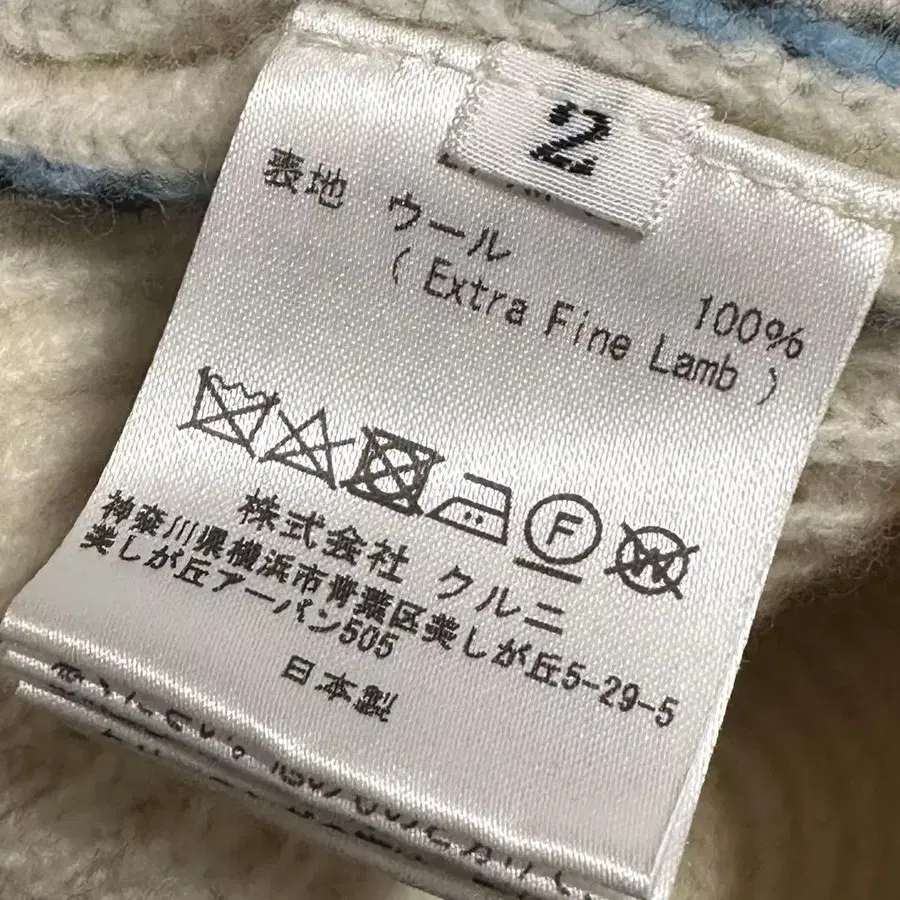 2
表地 ウール 100%
( Extra Fine Lamb )
F
W
株式会社 クルニ
神奈川県横浜市青葉区美しが丘5-29-5
美しが丘アーバン505
日本製